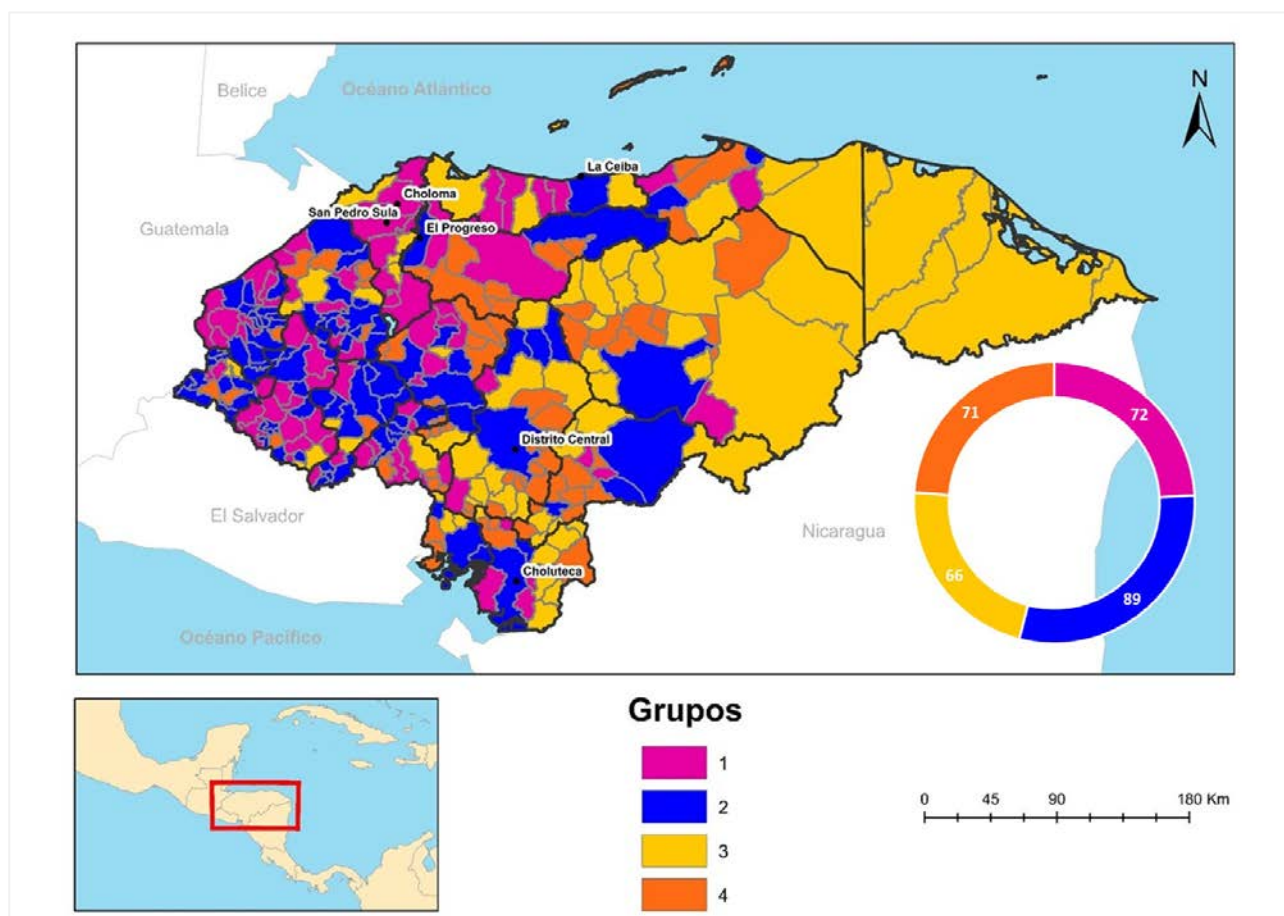 Belice
Océano Atlántico
N
La Ceiba
Choloma
San Pedro Sula
El Progreso
Guatemala
72
71
Distrito Central
El Salvador
Nicaragua
66
89
Choluteca
Océano Pacífico
Grupos
1
2
3
4
0 45 90 180 Km